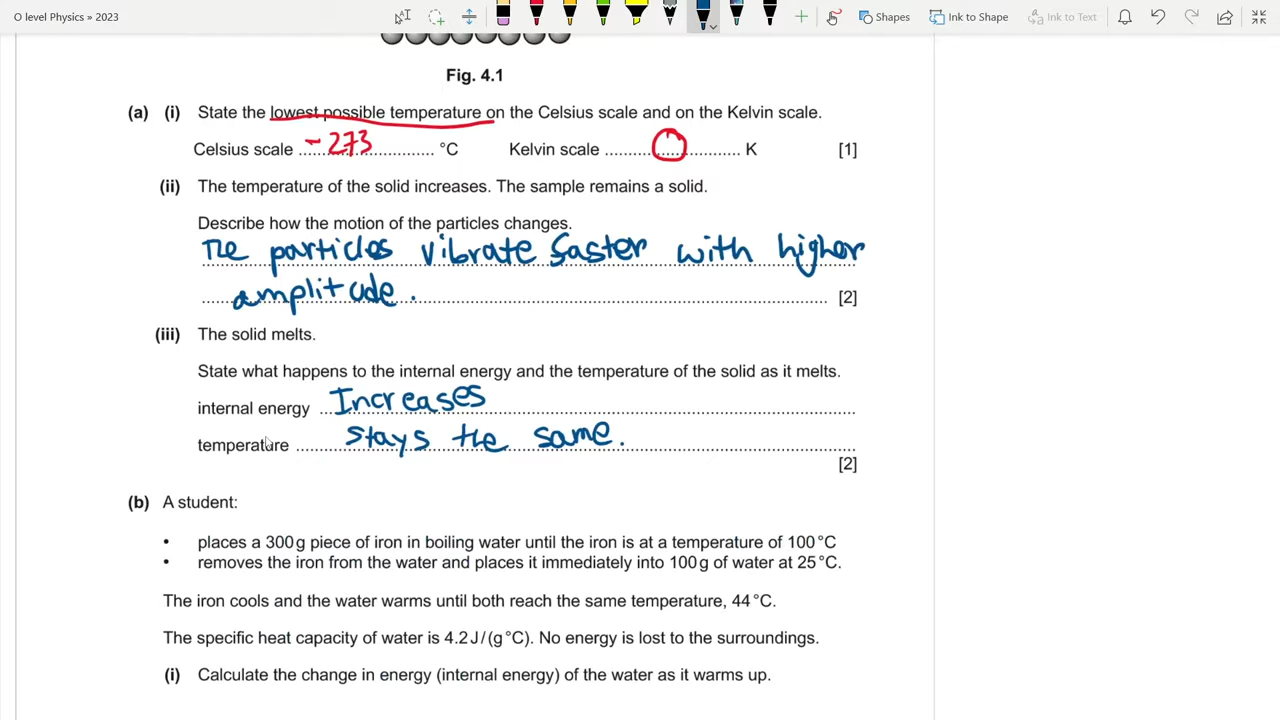 O level Physics » 2023
Shapes
Ink to Shape
Ink to Text
Fig. 4.1
(a) (i) State the lowest possible temperature on the Celsius scale and on the Kelvin scale.
Celsius scale -273 °C Kelvin scale 0 K [1]
(ii) The temperature of the solid increases. The sample remains a solid.
Describe how the motion of the particles changes.
The particles vibrate faster with higher
amplitude. [2]
(iii) The solid melts.
State what happens to the internal energy and the temperature of the solid as it melts.
internal energy Increases
temperature stays the same.
[2]
(b) A student:
• places a 300 g piece of iron in boiling water until the iron is at a temperature of 100 °C
• removes the iron from the water and places it immediately into 100 g of water at 25 °C.
The iron cools and the water warms until both reach the same temperature, 44 °C.
The specific heat capacity of water is 4.2 J / (g °C). No energy is lost to the surroundings.
(i) Calculate the change in energy (internal energy) of the water as it warms up.